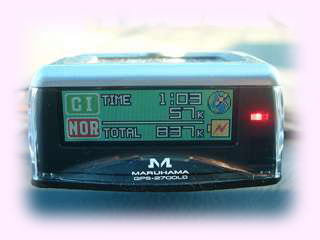 CI TIME 1:03
57K
NOR TOTAL 837K
M
MARUHAMA
GPS-2700LD